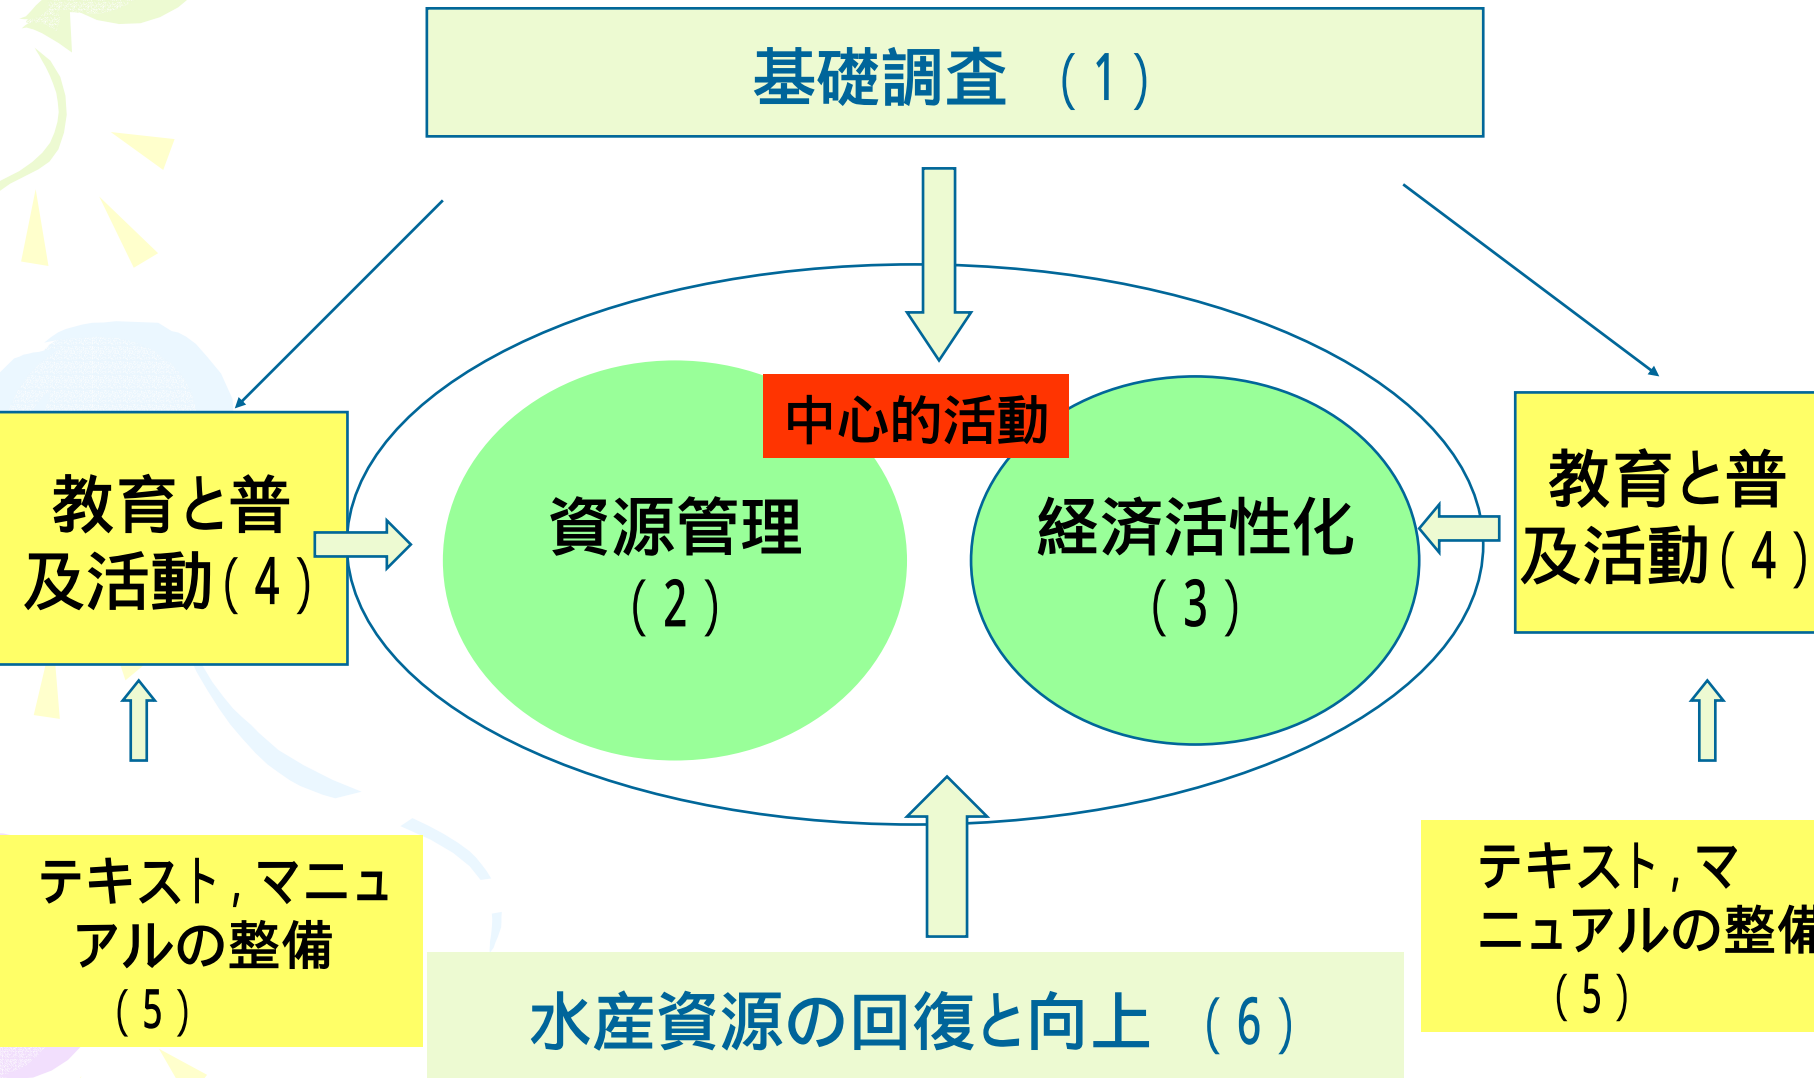 基礎調査 (1)
中心的活動
教育と普
及活動(4)
資源管理
(2)
経済活性化
(3)
教育と普
及活動(4)
テキスト,マニュ
アルの整備
(5)
テキスト,マ
ニュアルの整備
(5)
水産資源の回復と向上 (6)